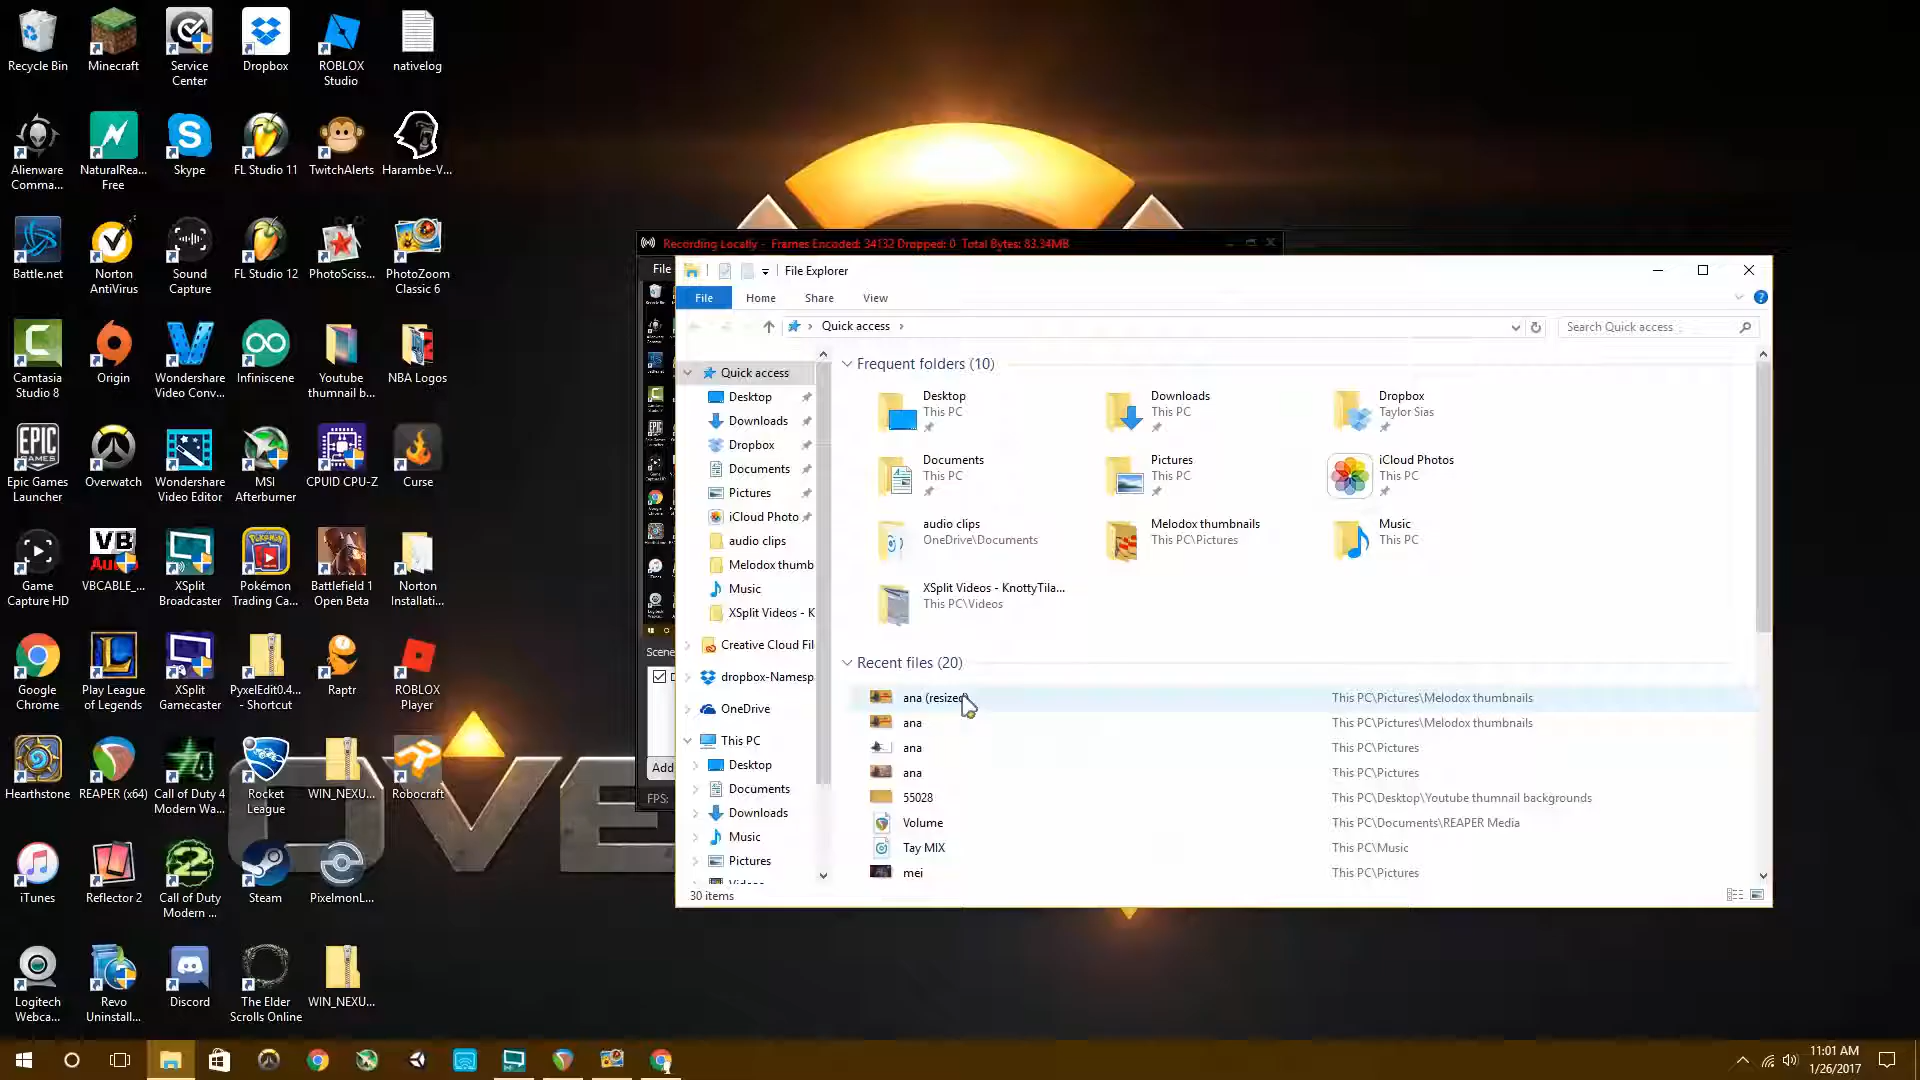 Recycle Bin
Minecraft
Service
Center
Dropbox
ROBLOX
Studio
nativelog
Alienware
Comma...
NaturalRea...
Free
Skype
FL Studio 11
TwitchAlerts
Harambe-V...
Battle.net
Norton
AntiVirus
Sound
Capture
FL Studio 12
PhotoSciss...
PhotoZoom
Classic 6
Camtasia
Studio 8
Origin
Wondershare
Video Conv...
Infiniscene
Youtube
thumnail b...
NBA Logos
Epic Games
Launcher
Overwatch
Wondershare
Video Editor
MSI
Afterburner
CPUID CPU-Z
Curse
Game
Capture HD
VBCABLE_...
XSplit
Broadcaster
Pokémon
Trading Ca...
Battlefield 1
Open Beta
Norton
Installati...
Google
Chrome
Play League
of Legends
XSplit
Gamecaster
PyxelEdit0.4...
- Shortcut
Raptr
ROBLOX
Player
Hearthstone
REAPER (x64)
Call of Duty 4
Modern Wa...
Rocket
League
WIN_NEXU...
Robocraft
iTunes
Reflector 2
Call of Duty
Modern ...
Steam
PixelmonL...
Logitech
Webca...
Revo
Uninstall...
Discord
The Elder
Scrolls Online
WIN_NEXU...
Recording Locally - Frames Encoded: 34132 Dropped: 0 Total Bytes: 83.34MB
File
Scene
Add
FPS:
File Explorer
File
Home
Share
View
Quick access
Search Quick access
Quick access
Desktop
Downloads
Dropbox
Documents
Pictures
iCloud Photo
audio clips
Melodox thumb
Music
XSplit Videos - K
Creative Cloud Fil
dropbox-Namesp
OneDrive
This PC
Desktop
Documents
Downloads
Music
Pictures
Frequent folders (10)
Desktop
This PC
Downloads
This PC
Dropbox
Taylor Sias
Documents
This PC
Pictures
This PC
iCloud Photos
This PC
audio clips
OneDrive\Documents
Melodox thumbnails
This PC\Pictures
Music
This PC
XSplit Videos - KnottyTila...
This PC\Videos
Recent files (20)
ana (resized)
This PC\Pictures\Melodox thumbnails
ana
This PC\Pictures\Melodox thumbnails
ana
This PC\Pictures
ana
This PC\Pictures
55028
This PC\Desktop\Youtube thumnail backgrounds
Volume
This PC\Documents\REAPER Media
Tay MIX
This PC\Music
mei
This PC\Pictures
30 items
11:01 AM
1/26/2017